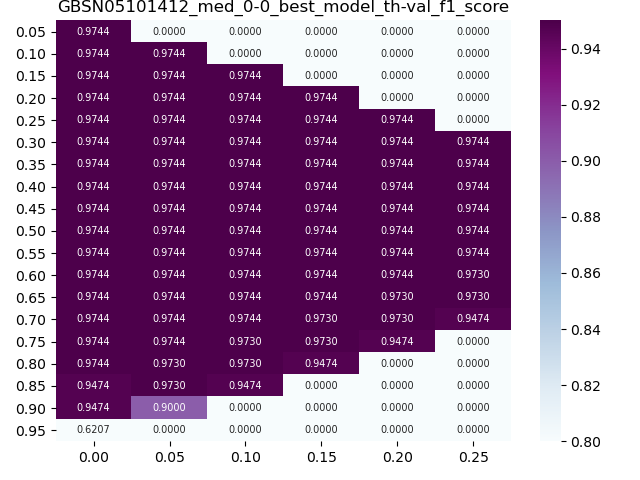 GBSN05101412_med_0-0_best_model_th-val_f1_score
0.05 0.9744 0.0000 0.0000 0.0000 0.0000 0.0000
0.10 0.9744 0.9744 0.0000 0.0000 0.0000 0.0000
0.15 0.9744 0.9744 0.9744 0.0000 0.0000 0.0000
0.20 0.9744 0.9744 0.9744 0.9744 0.0000 0.0000
0.25 0.9744 0.9744 0.9744 0.9744 0.9744 0.0000
0.30 0.9744 0.9744 0.9744 0.9744 0.9744 0.9744
0.35 0.9744 0.9744 0.9744 0.9744 0.9744 0.9744
0.40 0.9744 0.9744 0.9744 0.9744 0.9744 0.9744
0.45 0.9744 0.9744 0.9744 0.9744 0.9744 0.9744
0.50 0.9744 0.9744 0.9744 0.9744 0.9744 0.9744
0.55 0.9744 0.9744 0.9744 0.9744 0.9744 0.9744
0.60 0.9744 0.9744 0.9744 0.9744 0.9744 0.9730
0.65 0.9744 0.9744 0.9744 0.9744 0.9730 0.9730
0.70 0.9744 0.9744 0.9744 0.9730 0.9730 0.9474
0.75 0.9744 0.9744 0.9730 0.9730 0.9474 0.0000
0.80 0.9744 0.9730 0.9730 0.9474 0.0000 0.0000
0.85 0.9474 0.9730 0.9474 0.0000 0.0000 0.0000
0.90 0.9474 0.9000 0.0000 0.0000 0.0000 0.0000
0.95 0.6207 0.0000 0.0000 0.0000 0.0000 0.0000
0.00 0.05 0.10 0.15 0.20 0.25
0.94
0.92
0.90
0.88
0.86
0.84
0.82
0.80